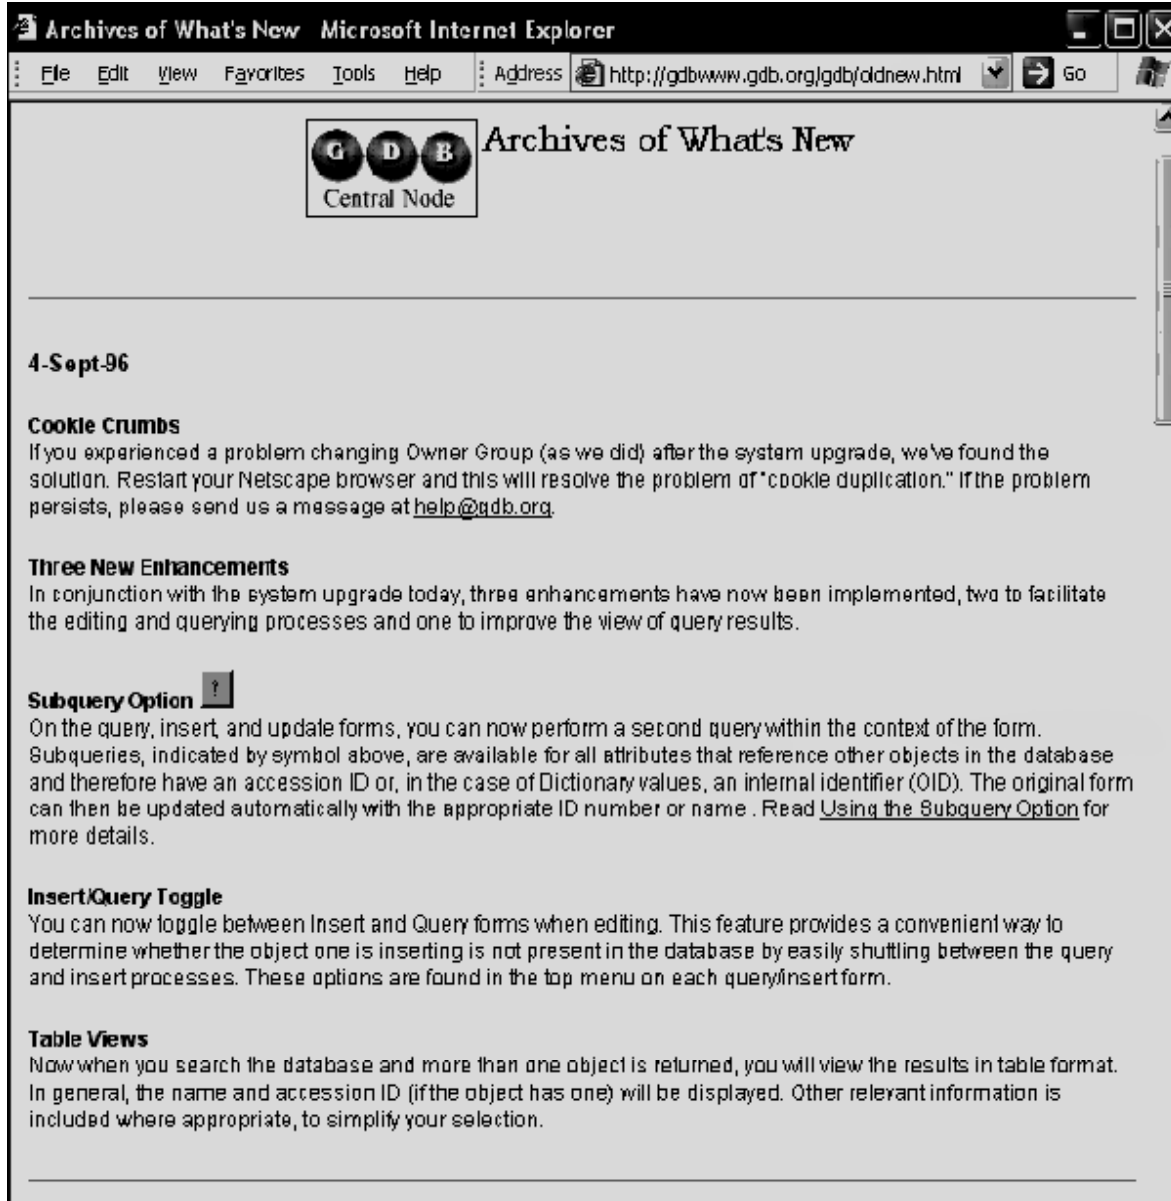 Archives of What's New Microsoft Internet Explorer
File Edit View Favorites Tools Help Address http://gdbwww.gdb.org/gdb/oldnew.html Go
G D B
Central Node
Archives of What's New
4-Sept-96
Cookie Crumbs
If you experienced a problem changing Owner Group (as we did) after the system upgrade, we've found the
solution. Restart your Netscape browser and this will resolve the problem of "cookie duplication." If the problem
persists, please send us a message at help@gdb.org.
Three New Enhancements
In conjunction with the system upgrade today, three enhancements have now been implemented, two to facilitate
the editing and querying processes and one to improve the view of query results.
Subquery Option ?
On the query, insert, and update forms, you can now perform a second query within the context of the form.
Subqueries, indicated by symbol above, are available for all attributes that reference other objects in the database
and therefore have an accession ID or, in the case of Dictionary values, an internal identifier (OID). The original form
can then be updated automatically with the appropriate ID number or name . Read Using the Subquery Option for
more details.
Insert/Query Toggle
You can now toggle between Insert and Query forms when editing. This feature provides a convenient way to
determine whether the object one is inserting is not present in the database by easily shuttling between the query
and insert processes. These options are found in the top menu on each query/insert form.
Table Views
Now when you search the database and more than one object is returned, you will view the results in table format.
In general, the name and accession ID (if the object has one) will be displayed. Other relevant information is
included where appropriate, to simplify your selection.